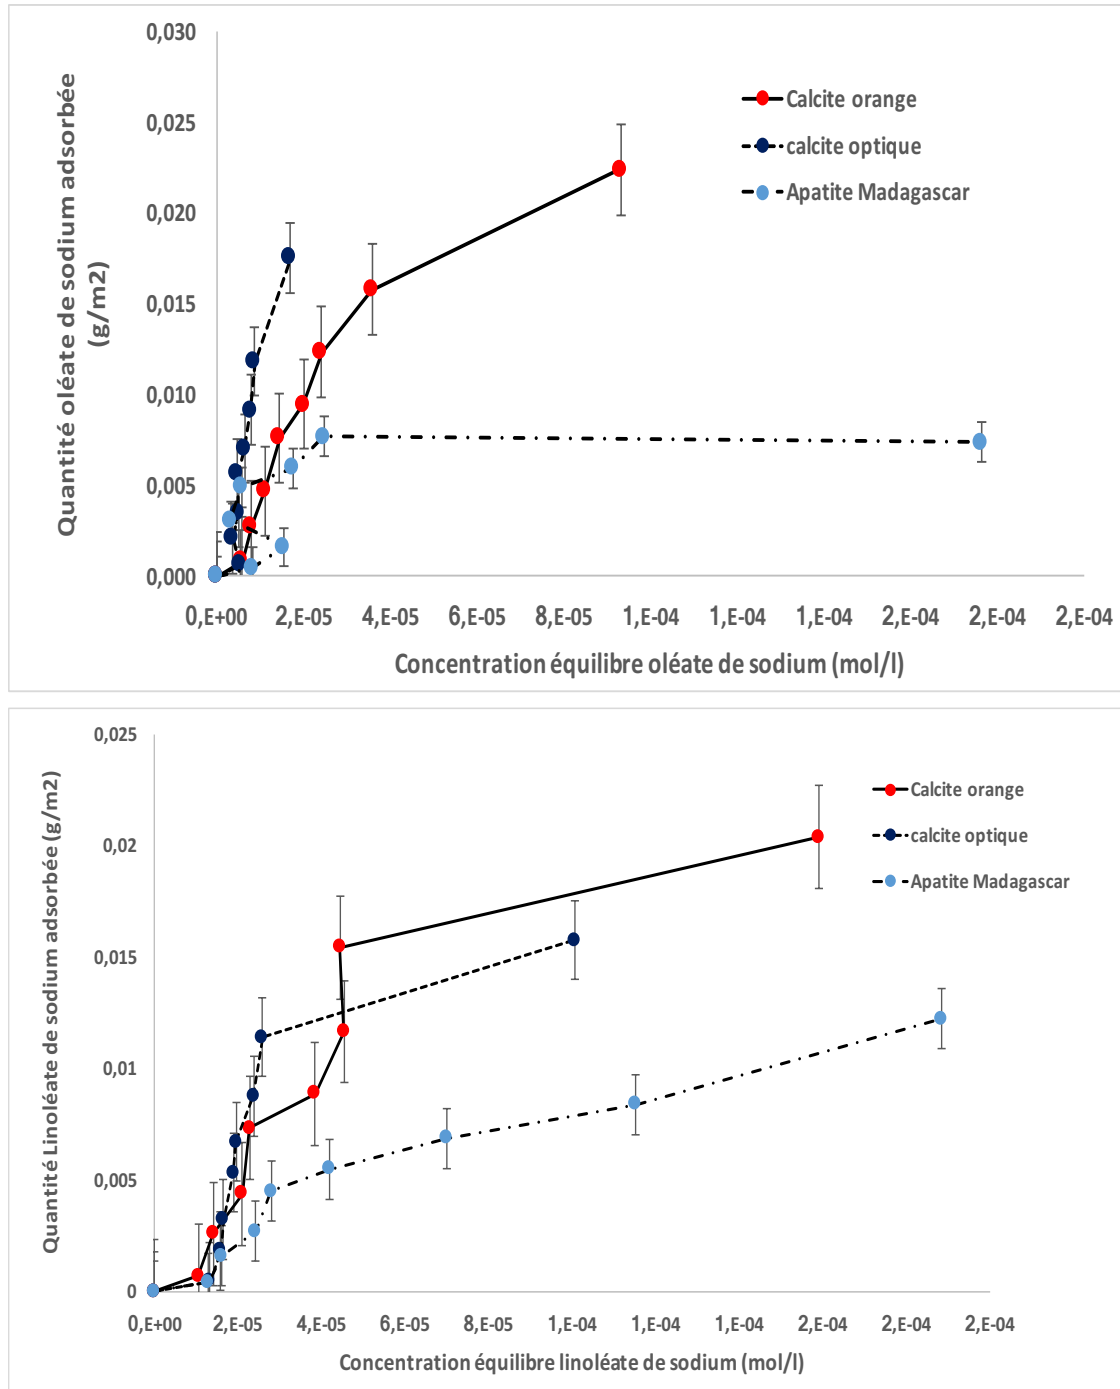 0,030
0,025
0,020
0,015
0,010
0,005
0,000
Quantité oléate de sodium adsorbée
(g/m2)
Calcite orange
calcite optique
Apatite Madagascar
0,E+00 2,E-05 4,E-05 6,E-05 8,E-05 1,E-04 1,E-04 1,E-04 2,E-04 2,E-04 2,E-04
Concentration équilibre oléate de sodium (mol/l)
0,025
0,02
0,015
0,01
0,005
0
Quantité Linoléate de sodium adsorbée (g/m2)
Calcite orange
calcite optique
Apatite Madagascar
0,E+00 2,E-05 4,E-05 6,E-05 8,E-05 1,E-04 1,E-04 1,E-04 2,E-04 2,E-04 2,E-04
Concentration équilibre linoléate de sodium (mol/l)